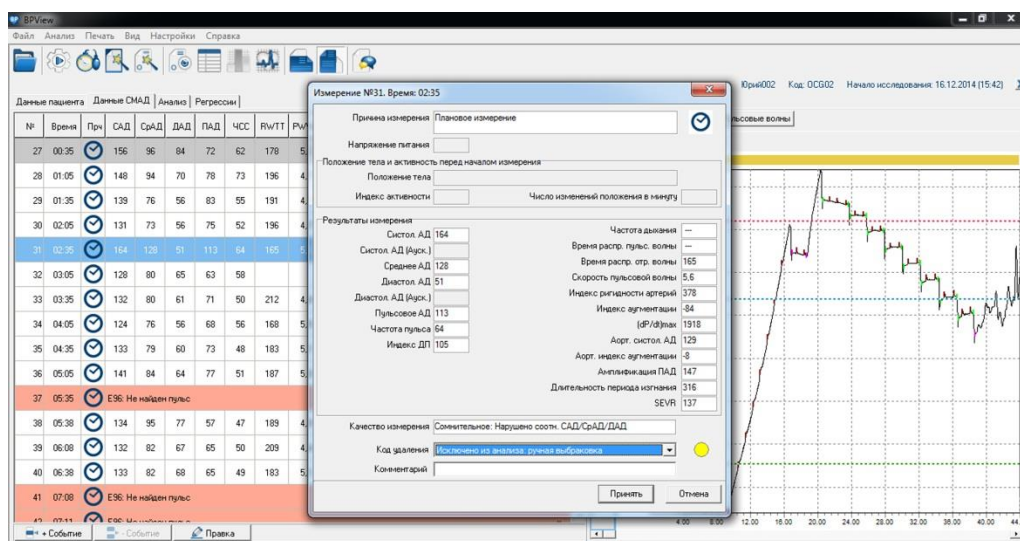 BPView
Файл Анализ Печать Вид Настройки Справка
Юрий002 Код: OCG02 Начало исследования: 16.12.2014 (15:42)
Данные пациента Данные СМАД Анализ Регрессии
№ Время Прч САД СрАД ДАД ПАД ЧСС RWTT
27 00:35 156 96 84 72 62 178
28 01:05 148 94 70 78 73 196
29 01:35 139 76 56 83 55 191
30 02:05 131 73 56 75 52 196
31 02:35 164 128 51 113 64 165
32 03:05 128 80 65 63 58
33 03:35 132 80 61 71 50 212
34 04:05 124 76 56 68 56 168
35 04:35 133 79 60 73 48 183
36 05:05 141 84 64 77 51 187
37 05:35 E96: Не найден пульс
38 05:38 134 95 77 57 47 189
39 06:08 132 82 67 65 50 209
40 06:38 133 82 68 65 49 183
41 07:08 E96: Не найден пульс
42 07:11 E96: Не найден пульс
+ Событие - Событие Правка
Измерение №31. Время: 02:35
Причина измерения Плановое измерение
Напряжение питания
Положение тела и активность перед началом измерения
Положение тела
Индекс активности Число изменений положения в минуту
Результаты измерения
Систол. АД 164
Систол. АД (Ауск.)
Среднее АД 128
Диастол. АД 51
Диастол. АД (Ауск.)
Пульсовое АД 113
Частота пульса 64
Индекс ДП 105
Частота дыхания ---
Время распр. пульс. волны ---
Время распр. отр. волны 165
Скорость пульсовой волны 5,6
Индекс ригидности артерий 378
Индекс аугментации -84
(dP/dt)max 1918
Аорт. систол. АД 129
Аорт. индекс аугментации -8
Амплификация ПАД 147
Длительность периода изгнания 316
SEVR 137
Качество измерения Сомнительное: Нарушено соотн. САД/СрАД/ДАД
Код удаления Исключено из анализа: ручная выбраковка
Комментарий
Принять Отмена
4.00 8.00 12.00 16.00 20.00 24.00 28.00 32.00 36.00 40.00 44.